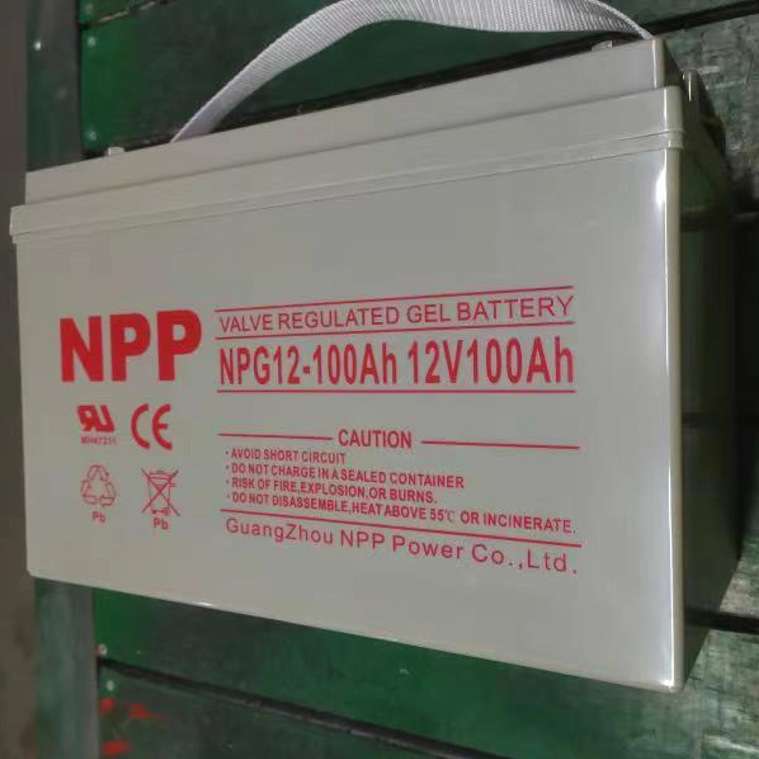 NPP
VALVE REGULATED GEL BATTERY
NPG12-100Ah 12V100Ah
CE
CAUTION
· AVOID SHORT CIRCUIT
· DO NOT CHARGE IN A SEALED CONTAINER
· RISK OF FIRE,EXPLOSION,OR BURNS.
· DO NOT DISASSEMBLE,HEAT ABOVE 55℃ OR INCINERATE.
Pb
Pb
GuangZhou NPP Power Co.,Ltd.